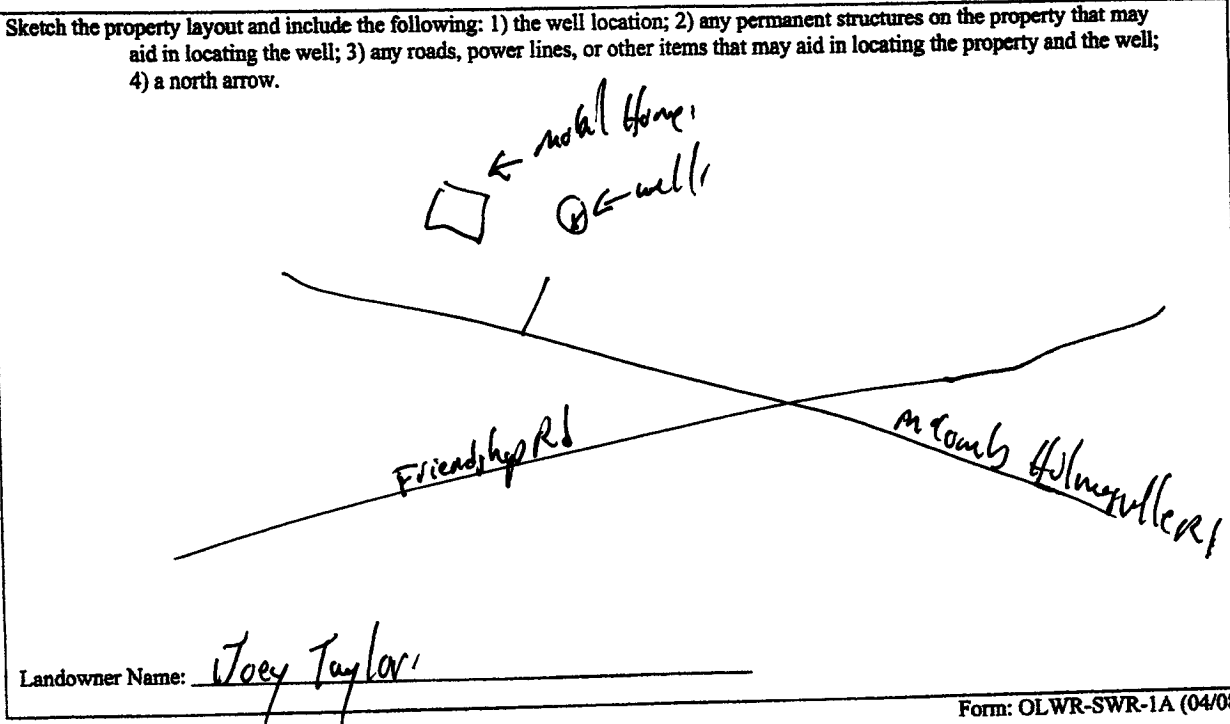 Sketch the property layout and include the following: 1) the well location; 2) any permanent structures on the property that may
aid in locating the well; 3) any roads, power lines, or other items that may aid in locating the property and the well;
4) a north arrow.
Mobil Home
well
Friendship Rd
McComb Holmesville Rd
Landowner Name: Joey Taylor
Form: OLWR-SWR-1A (04/0